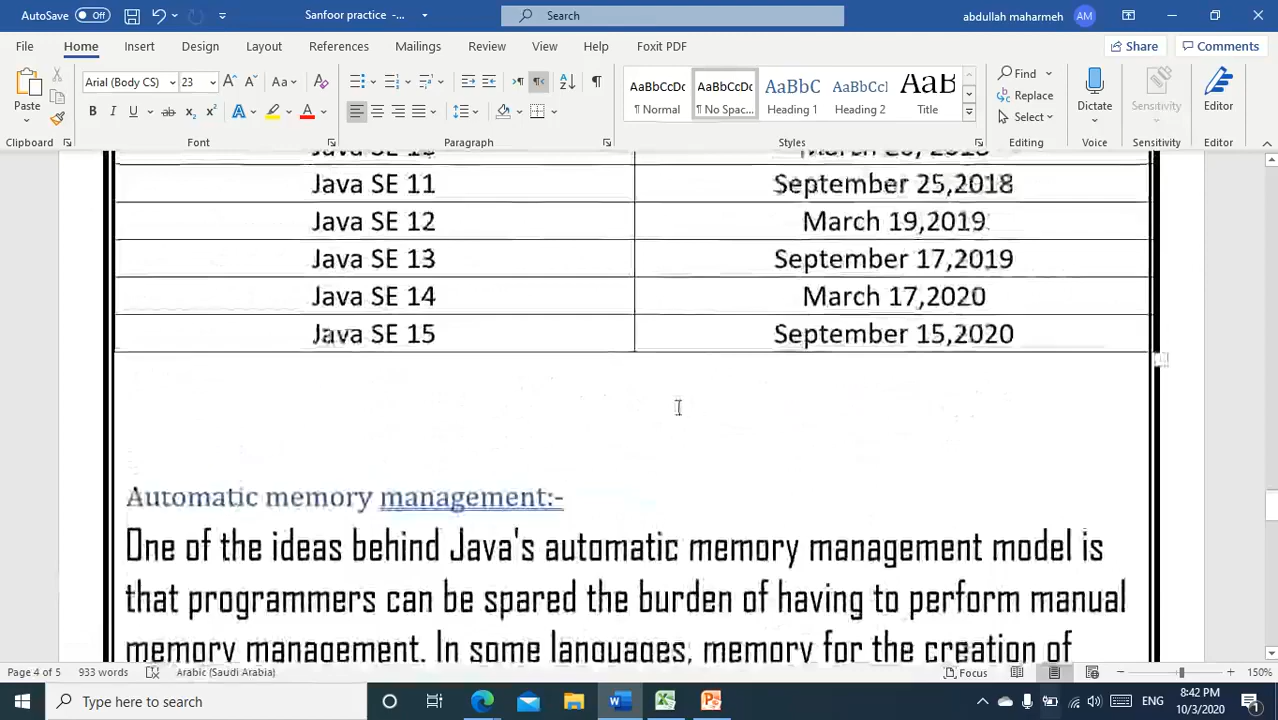 AutoSave Off Sanfoor practice -... Search abdullah maharmeh AM
File Home Insert Design Layout References Mailings Review View Help Foxit PDF Share Comments
Paste Arial (Body CS) 23 Aa Find Replace Select Dictate Sensitivity Editor
B I U ab x A A
AaBbCcDc AaBbCcDc AaBbC AaBbCcl AaB
¶ Normal ¶ No Spac... Heading 1 Heading 2 Title
Clipboard Font Paragraph Styles Editing Voice Sensitivity Editor
Java SE 11 September 25,2018
Java SE 12 March 19,2019
Java SE 13 September 17,2019
Java SE 14 March 17,2020
Java SE 15 September 15,2020
Automatic memory management:-
One of the ideas behind Java's automatic memory management model is
that programmers can be spared the burden of having to perform manual
memory management. In some languages, memory for the creation of
Page 4 of 5 933 words Arabic (Saudi Arabia) Focus 150%
Type here to search ENG 8:42 PM
10/3/2020 1